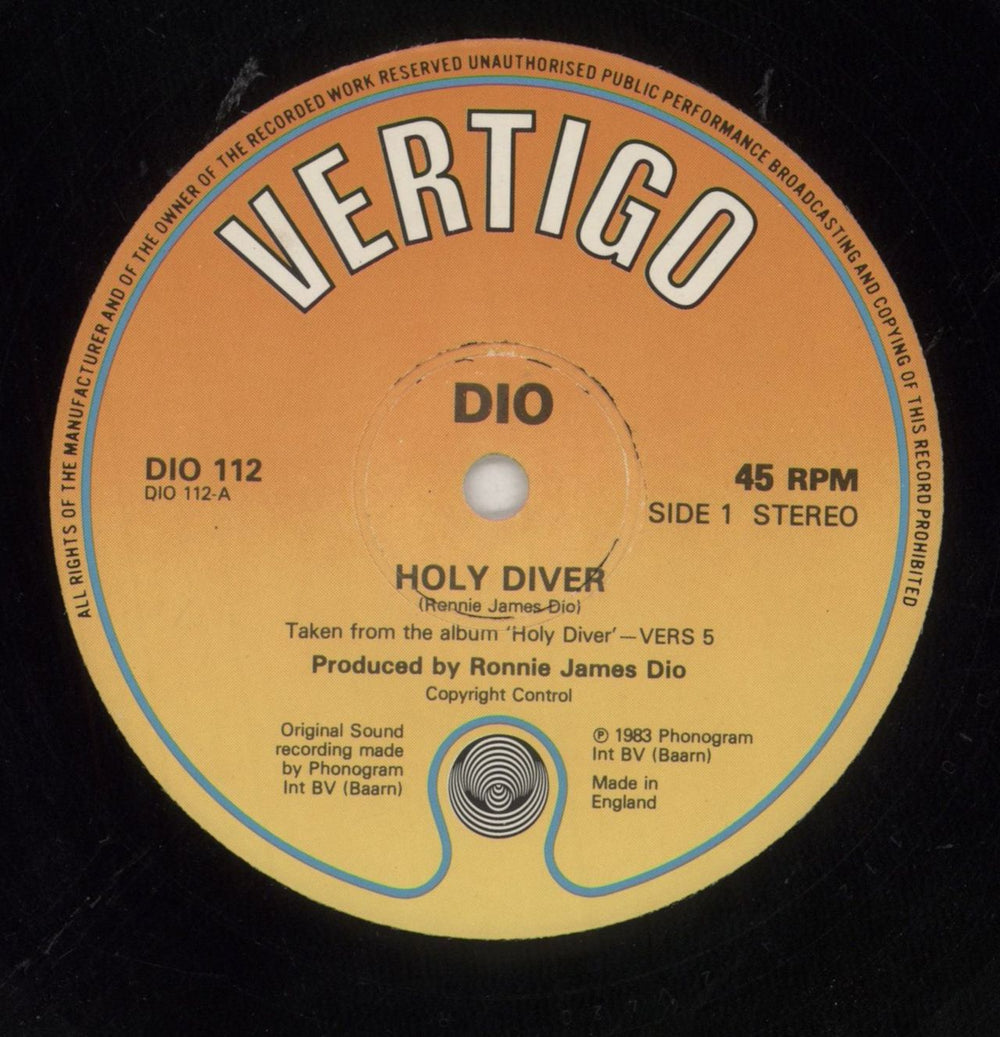 ALL RIGHTS OF THE MANUFACTURER AND OF THE OWNER OF THE RECORDED WORK RESERVED UNAUTHORISED PUBLIC PERFORMANCE BROADCASTING AND COPYING OF THIS RECORD PROHIBITED
VERTIGO
DIO
DIO 112
DIO 112-A
45 RPM
SIDE 1 STEREO
HOLY DIVER
(Ronnie James Dio)
Taken from the album ‘Holy Diver’—VERS 5
Produced by Ronnie James Dio
Copyright Control
Original Sound
recording made
by Phonogram
Int BV (Baarn)
℗ 1983 Phonogram
Int BV (Baarn)
Made in
England